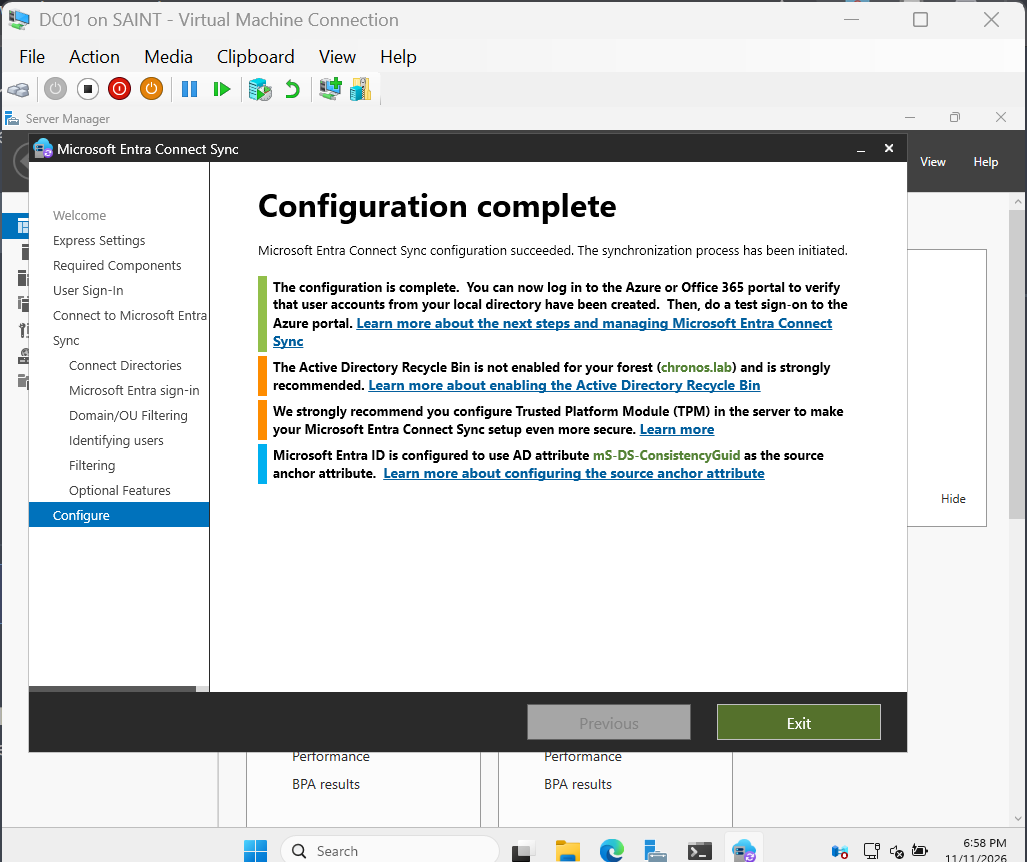 DC01 on SAINT - Virtual Machine Connection
File Action Media Clipboard View Help
Server Manager
Microsoft Entra Connect Sync
View Help
Welcome
Express Settings
Required Components
User Sign-In
Connect to Microsoft Entra
Sync
Connect Directories
Microsoft Entra sign-in
Domain/OU Filtering
Identifying users
Filtering
Optional Features
Configure
Configuration complete
Microsoft Entra Connect Sync configuration succeeded. The synchronization process has been initiated.
The configuration is complete. You can now log in to the Azure or Office 365 portal to verify
that user accounts from your local directory have been created. Then, do a test sign-on to the
Azure portal. Learn more about the next steps and managing Microsoft Entra Connect
Sync
The Active Directory Recycle Bin is not enabled for your forest (chronos.lab) and is strongly
recommended. Learn more about enabling the Active Directory Recycle Bin
We strongly recommend you configure Trusted Platform Module (TPM) in the server to make
your Microsoft Entra Connect Sync setup even more secure. Learn more
Microsoft Entra ID is configured to use AD attribute mS-DS-ConsistencyGuid as the source
anchor attribute. Learn more about configuring the source anchor attribute
Hide
Previous
Exit
Performance
BPA results
Performance
BPA results
Search
6:58 PM
11/11/2026